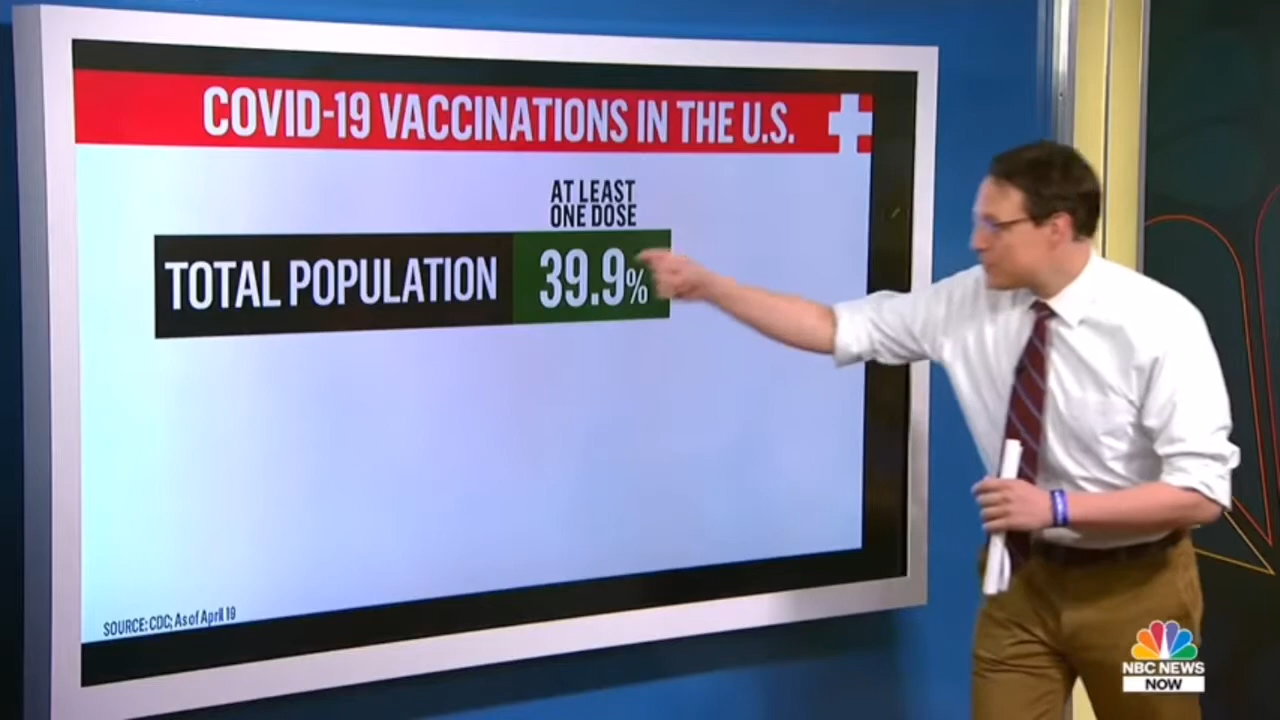 COVID-19 VACCINATIONS IN THE U.S.
AT LEAST
ONE DOSE
TOTAL POPULATION 39.9%
SOURCE: CDC; As of April 19
NBC NEWS
NOW